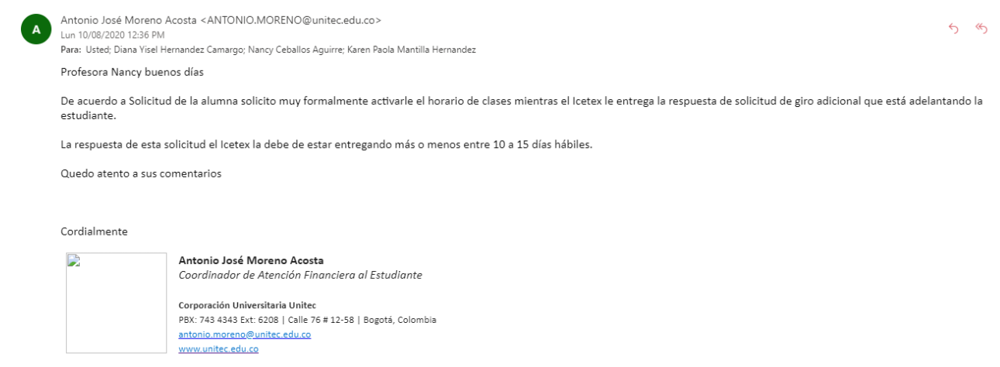 A
Antonio José Moreno Acosta <ANTONIO.MORENO@unitec.edu.co>
Lun 10/08/2020 12:36 PM
Para: Usted; Diana Yisel Hernandez Camargo; Nancy Ceballos Aguirre; Karen Paola Mantilla Hernandez
Profesora Nancy buenos días
De acuerdo a Solicitud de la alumna solicito muy formalmente activarle el horario de clases mientras el Icetex le entrega la respuesta de solicitud de giro adicional que está adelantando la
estudiante.
La respuesta de esta solicitud el Icetex la debe de estar entregando más o menos entre 10 a 15 días hábiles.
Quedo atento a sus comentarios
Cordialmente
Antonio José Moreno Acosta
Coordinador de Atención Financiera al Estudiante
Corporación Universitaria Unitec
PBX: 743 4343 Ext: 6208 | Calle 76 # 12-58 | Bogotá, Colombia
antonio.moreno@unitec.edu.co
www.unitec.edu.co